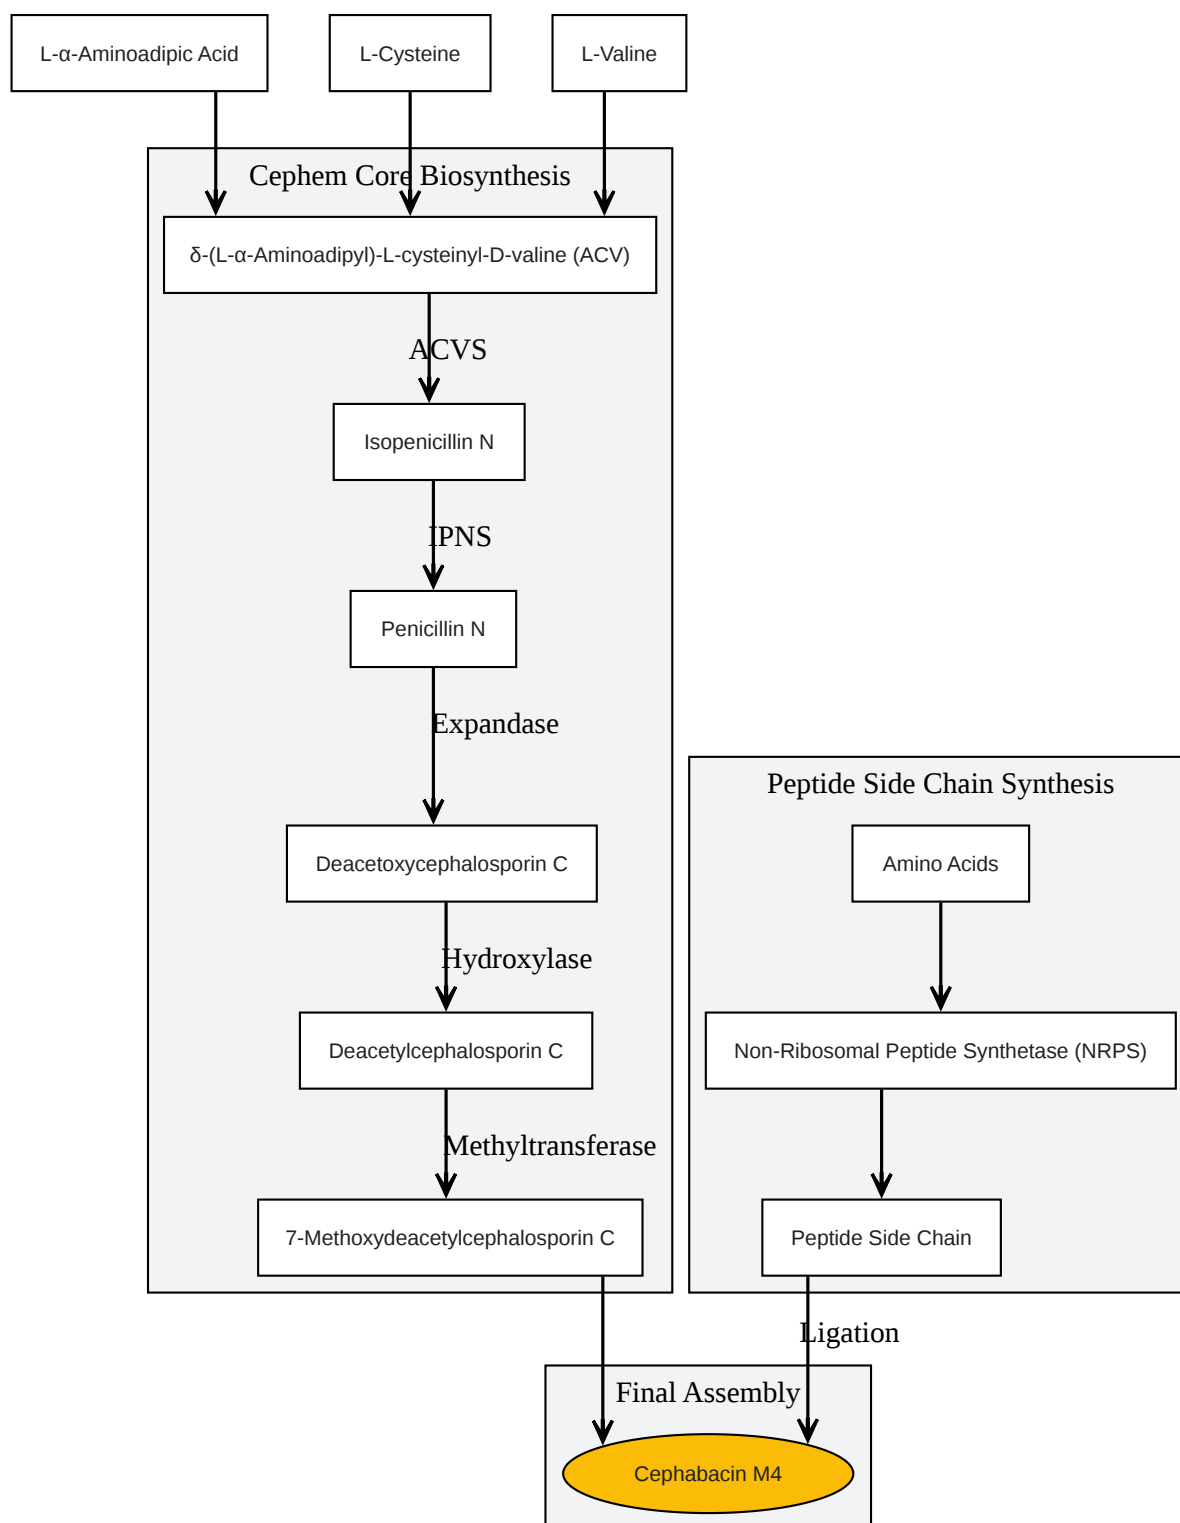 L-α-Aminoadipic Acid
L-Cysteine
L-Valine
Cephem Core Biosynthesis
δ-(L-α-Aminoadipyl)-L-cysteinyl-D-valine (ACV)
ACVS
Isopenicillin N
IPNS
Penicillin N
Expandase
Deacetoxycephalosporin C
Hydroxylase
Deacetylcephalosporin C
Methyltransferase
7-Methoxydeacetylcephalosporin C
Peptide Side Chain Synthesis
Amino Acids
Non-Ribosomal Peptide Synthetase (NRPS)
Peptide Side Chain
Ligation
Final Assembly
Cephabacin M4